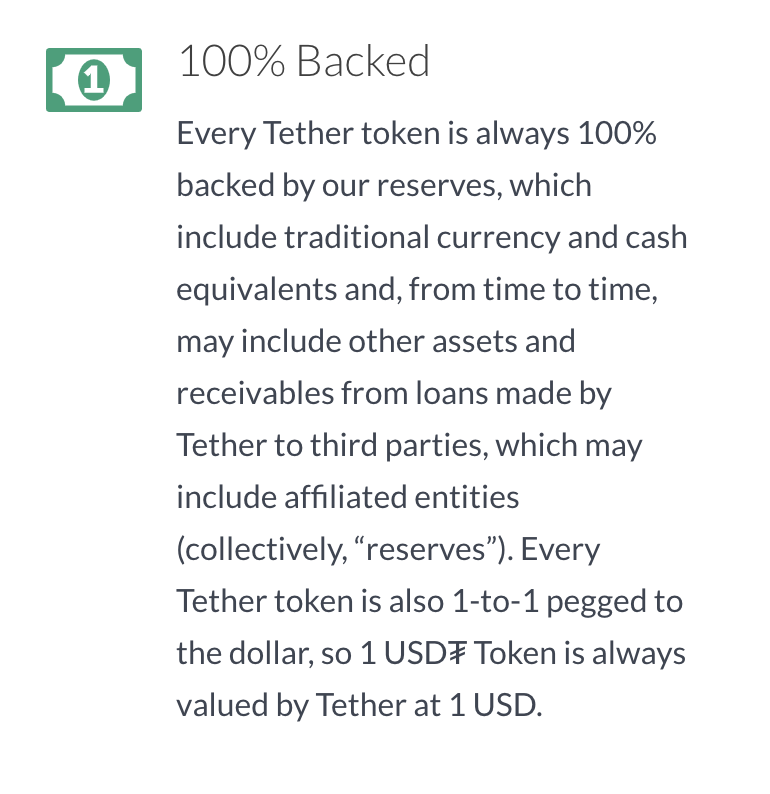 1
100% Backed
Every Tether token is always 100%
backed by our reserves, which
include traditional currency and cash
equivalents and, from time to time,
may include other assets and
receivables from loans made by
Tether to third parties, which may
include affiliated entities
(collectively, “reserves”). Every
Tether token is also 1-to-1 pegged to
the dollar, so 1 USD₮ Token is always
valued by Tether at 1 USD.